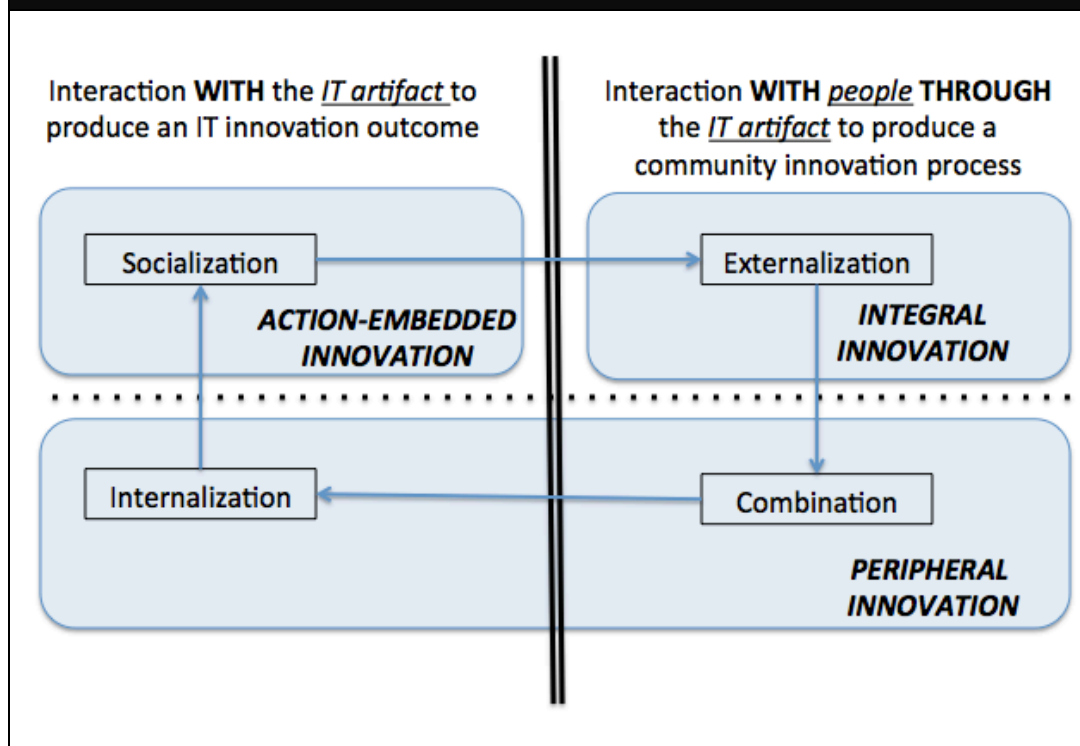 Interaction WITH the IT artifact to
produce an IT innovation outcome
Interaction WITH people THROUGH
the IT artifact to produce a
community innovation process
Socialization
ACTION-EMBEDDED
INNOVATION
Externalization
INTEGRAL
INNOVATION
Internalization
Combination
PERIPHERAL
INNOVATION